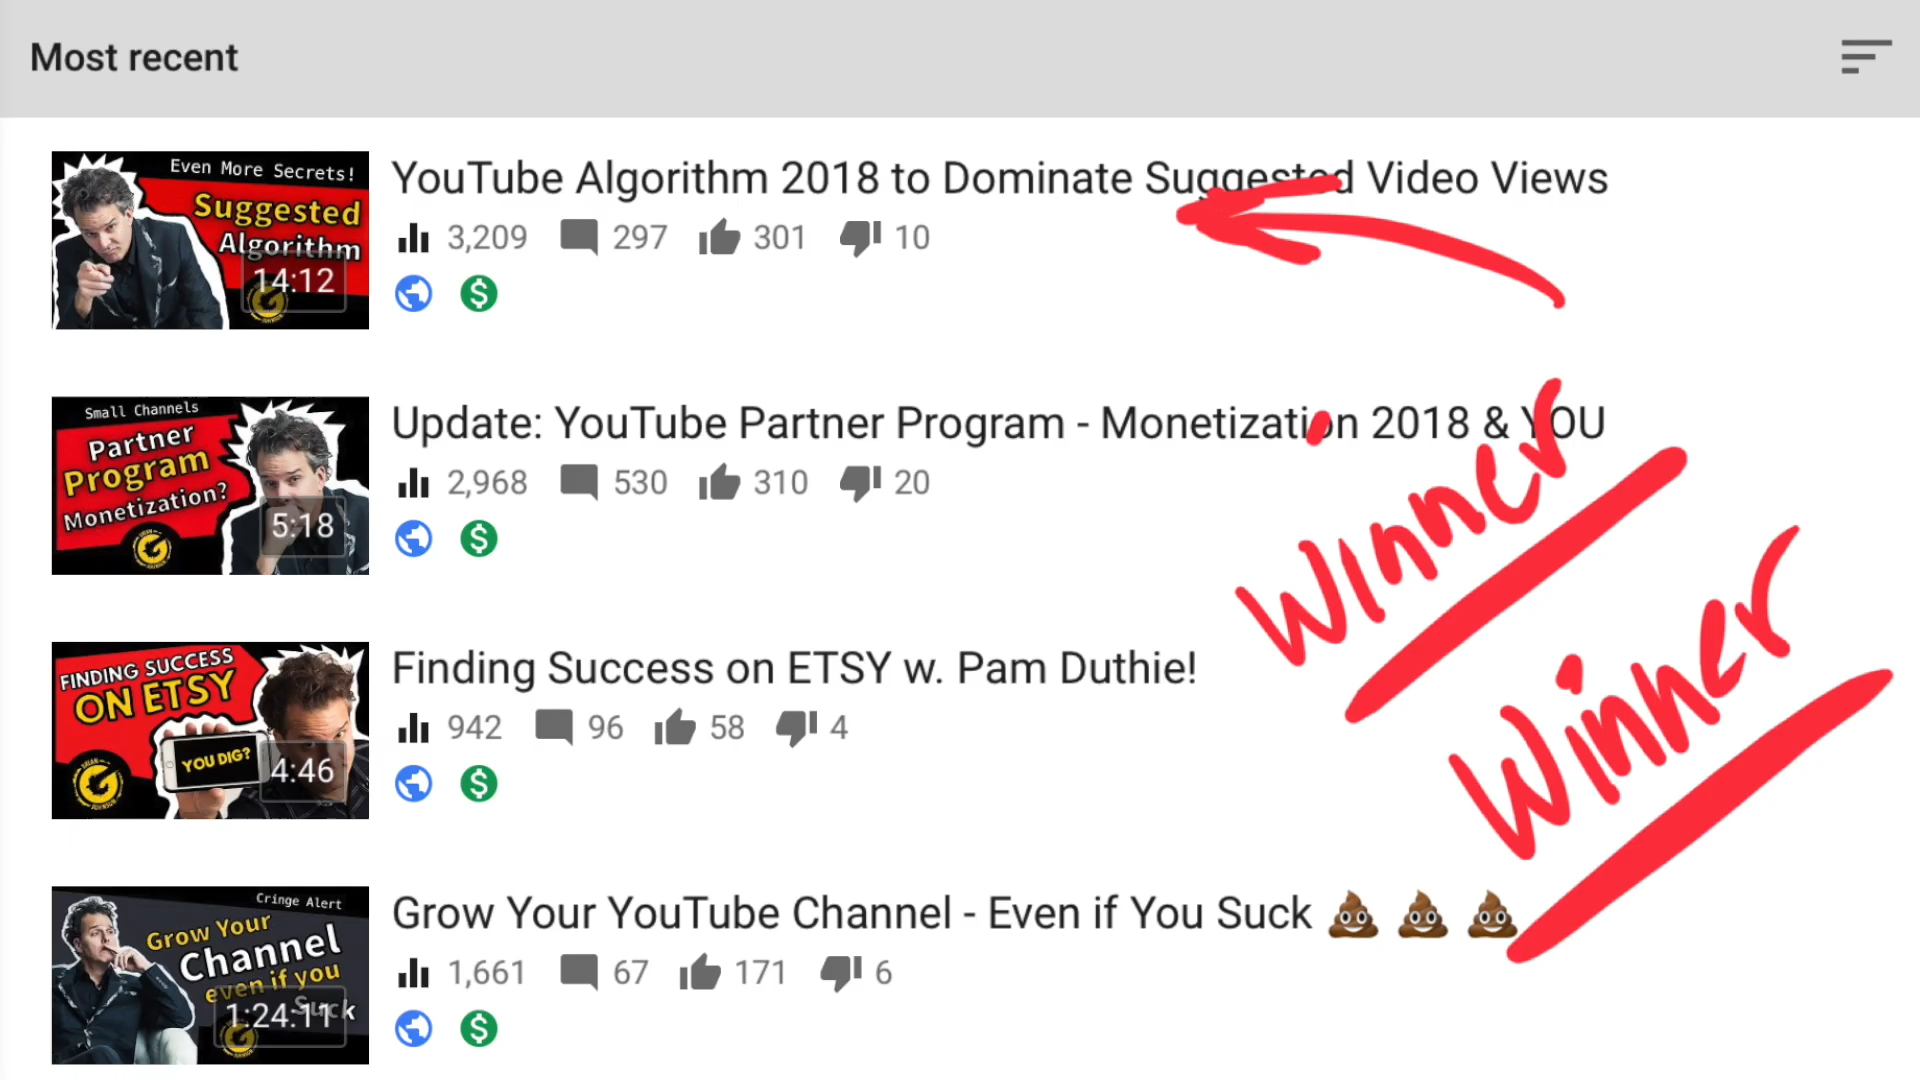 Most recent
Even More Secrets!
Suggested
Algorithm
14:12
YouTube Algorithm 2018 to Dominate Suggested Video Views
3,209 297 301 10
Small Channels
Partner
Program
Monetization?
5:18
Update: YouTube Partner Program - Monetization 2018 & YOU
2,968 530 310 20
Winner
Winner
FINDING SUCCESS
ON ETSY
YOU DIG?
4:46
Finding Success on ETSY w. Pam Duthie!
942 96 58 4
Cringe Alert
Grow Your
Channel
even if you
Suck
1:24:11
Grow Your YouTube Channel - Even if You Suck 💩 💩 💩
1,661 67 171 6